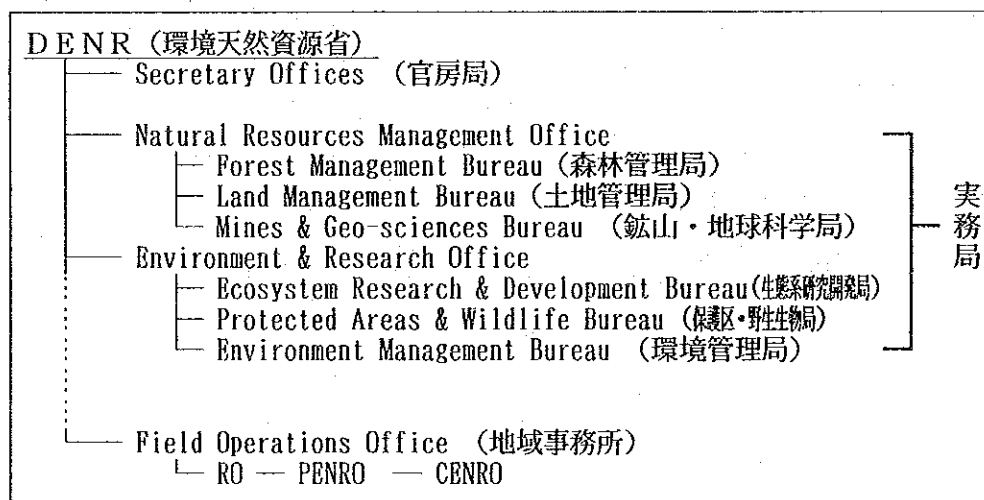 DENR (環境天然資源省)
Secretary Offices (官房局)
Natural Resources Management Office
Forest Management Bureau (森林管理局)
Land Management Bureau (土地管理局)
Mines & Geo-sciences Bureau (鉱山・地球科学局)
Environment & Research Office
Ecosystem Research & Development Bureau(生態系研究開発局)
Protected Areas & Wildlife Bureau (保護区・野生生物局)
Environment Management Bureau (環境管理局)
実務局
Field Operations Office (地域事務所)
RO — PENRO — CENRO